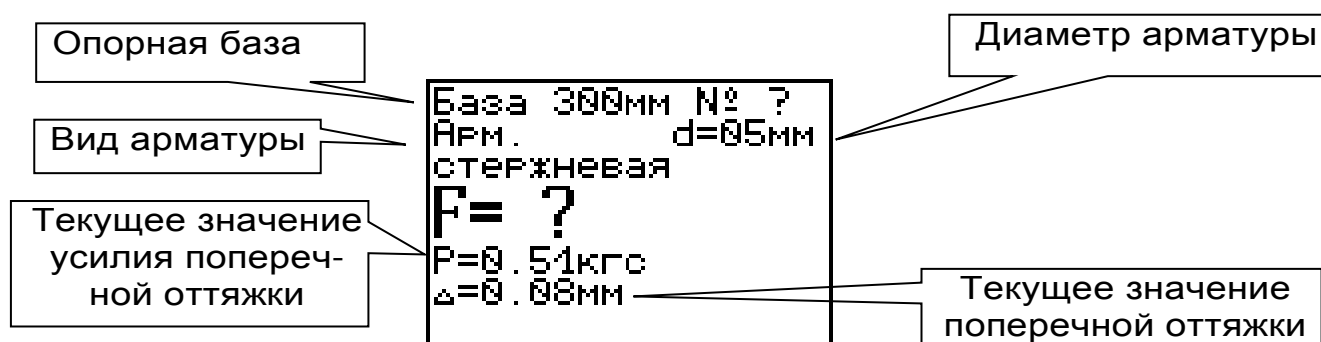 Опорная база
Диаметр арматуры
База 300мм № ?
Вид арматуры
Арм. d=05мм
стержневая
F= ?
Текущее значение
усилия попереч-
ной оттяжки
P=0.51кгс
△=0.08мм
Текущее значение
поперечной оттяжки